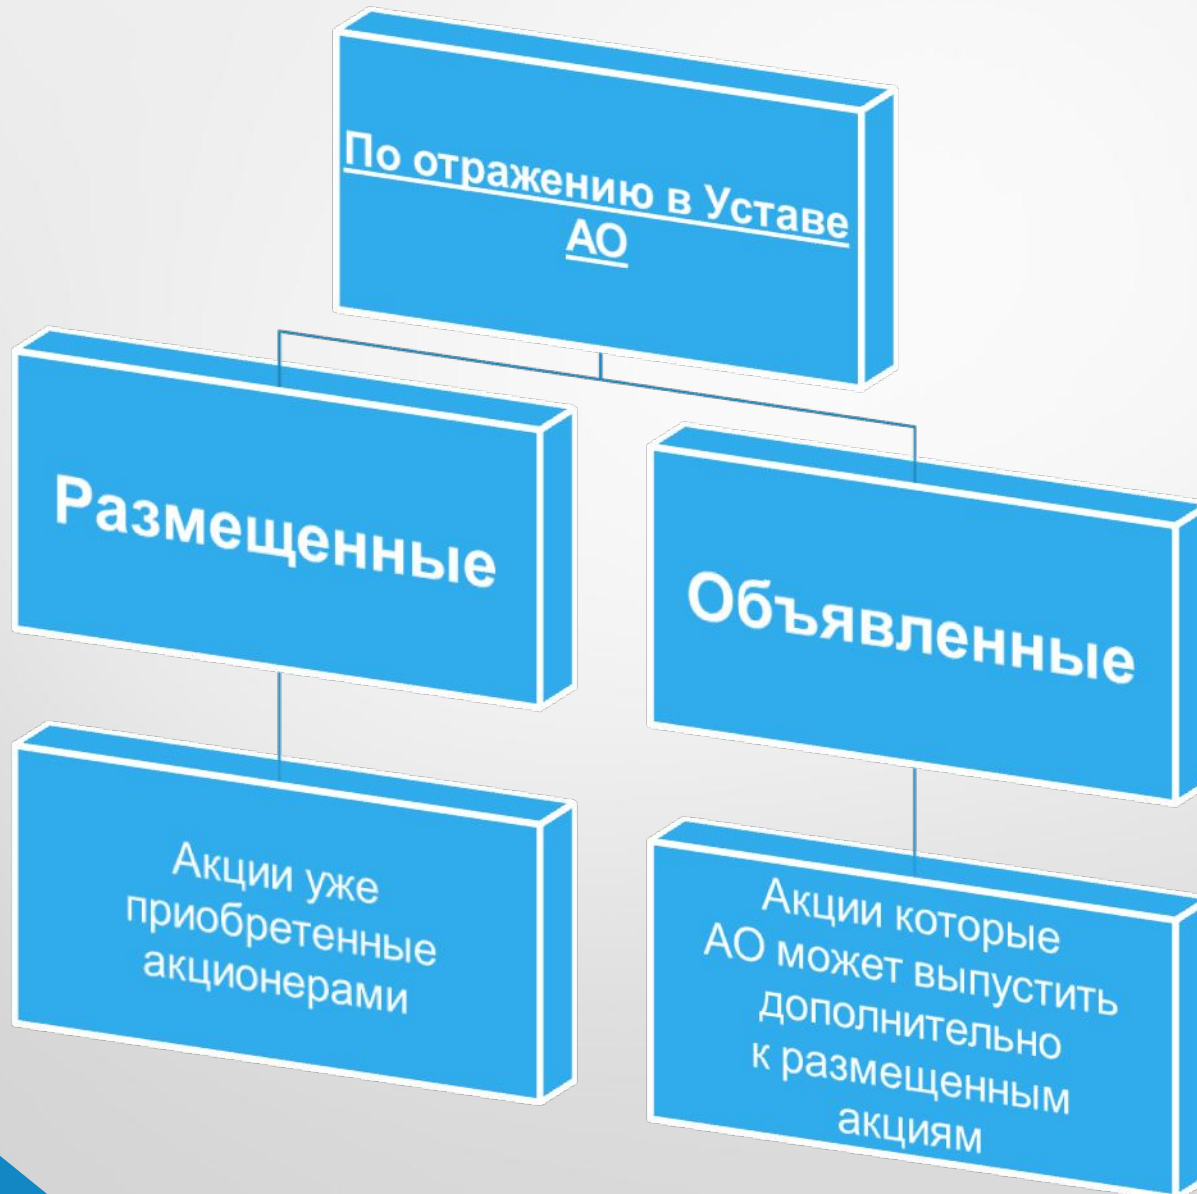 По отражению в Уставе
АО
Размещенные
Объявленные
Акции уже
приобретенные
акционерами
Акции которые
АО может выпустить
дополнительно
к размещенным
акциям